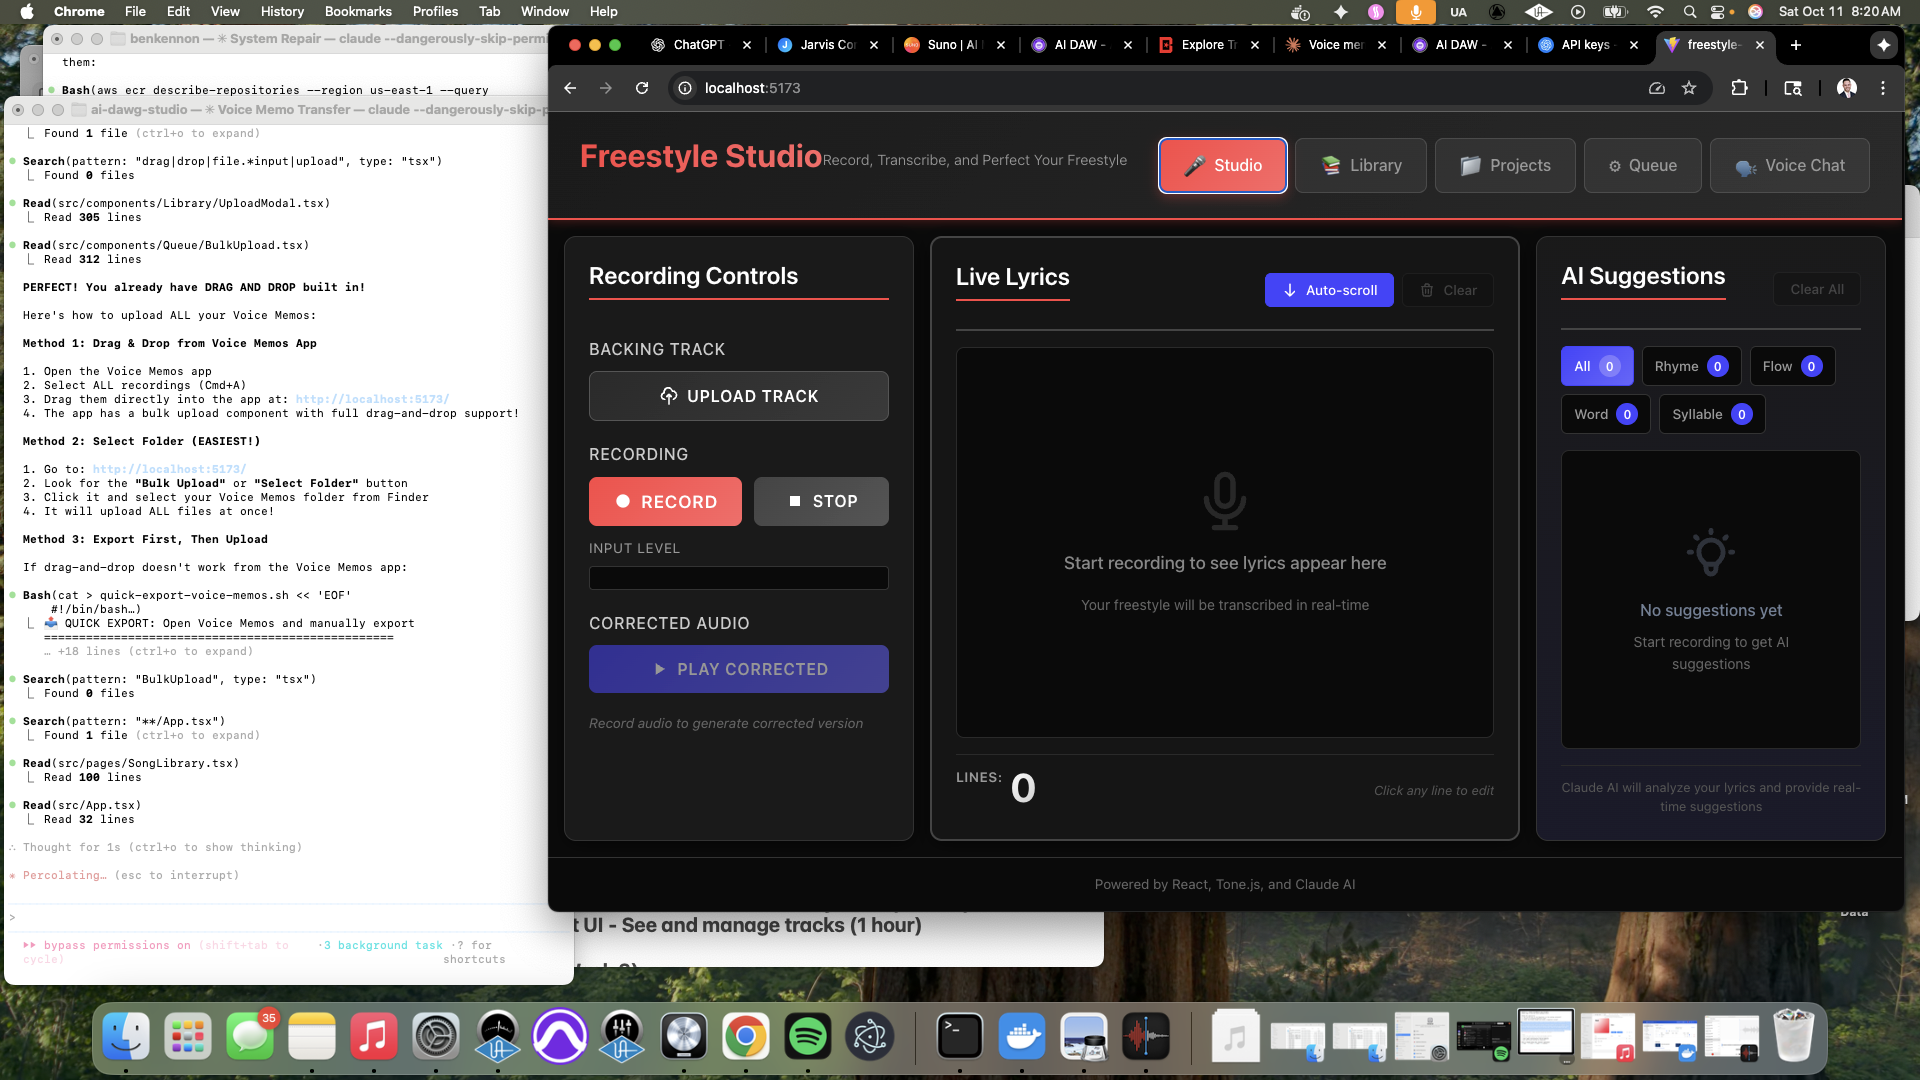 Chrome File Edit View History Bookmarks Profiles Tab Window Help
UA
Sat Oct 11 8:20 AM
benkennon — ✳ System Repair — claude --dangerously-skip-permi
them:
Bash(aws ecr describe-repositories --region us-east-1 --query
ai-dawg-studio — ✳ Voice Memo Transfer — claude --dangerously-skip-p
Found 1 file (ctrl+o to expand)
Search(pattern: "drag|drop|file.*input|upload", type: "tsx")
Found 0 files
Read(src/components/Library/UploadModal.tsx)
Read 305 lines
Read(src/components/Queue/BulkUpload.tsx)
Read 312 lines
PERFECT! You already have DRAG AND DROP built in!
Here's how to upload ALL your Voice Memos:
Method 1: Drag & Drop from Voice Memos App
1. Open the Voice Memos app
2. Select ALL recordings (Cmd+A)
3. Drag them directly into the app at: http://localhost:5173/
4. The app has a bulk upload component with full drag-and-drop support!
Method 2: Select Folder (EASIEST!)
1. Go to: http://localhost:5173/
2. Look for the "Bulk Upload" or "Select Folder" button
3. Click it and select your Voice Memos folder from Finder
4. It will upload ALL files at once!
Method 3: Export First, Then Upload
If drag-and-drop doesn't work from the Voice Memos app:
Bash(cat > quick-export-voice-memos.sh << 'EOF'
#!/bin/bash…)
📤 QUICK EXPORT: Open Voice Memos and manually export
==================================================
… +18 lines (ctrl+o to expand)
Search(pattern: "BulkUpload", type: "tsx")
Found 0 files
Search(pattern: "**/App.tsx")
Found 1 file (ctrl+o to expand)
Read(src/pages/SongLibrary.tsx)
Read 100 lines
Read(src/App.tsx)
Read 32 lines
∴ Thought for 1s (ctrl+o to show thinking)
✳ Percolating… (esc to interrupt)
>
⏵⏵ bypass permissions on (shift+tab to cycle) · 3 background task · ? for shortcuts
ChatGPT
Jarvis Co
Suno | AI
AI DAW -
Explore Tr
Voice mer
AI DAW -
API keys -
freestyle-
localhost:5173
Freestyle Studio
Record, Transcribe, and Perfect Your Freestyle
Studio
Library
Projects
Queue
Voice Chat
Recording Controls
BACKING TRACK
UPLOAD TRACK
RECORDING
RECORD
STOP
INPUT LEVEL
CORRECTED AUDIO
PLAY CORRECTED
Record audio to generate corrected version
Live Lyrics
Auto-scroll
Clear
Start recording to see lyrics appear here
Your freestyle will be transcribed in real-time
LINES: 0
Click any line to edit
AI Suggestions
Clear All
All 0
Rhyme 0
Flow 0
Word 0
Syllable 0
No suggestions yet
Start recording to get AI
suggestions
Claude AI will analyze your lyrics and provide real-
time suggestions
Powered by React, Tone.js, and Claude AI
t UI - See and manage tracks (1 hour)
Data
35